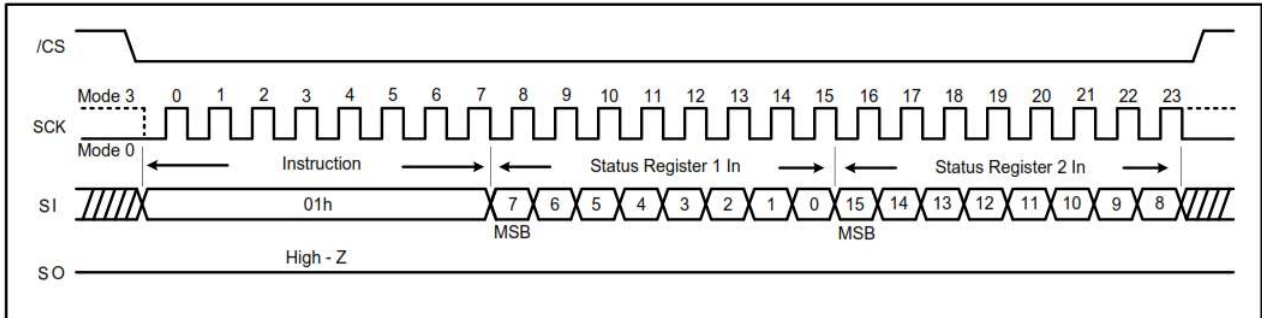 /CS
Mode 3 0 1 2 3 4 5 6 7 8 9 10 11 12 13 14 15 16 17 18 19 20 21 22 23
SCK
Mode 0
Instruction Status Register 1 In Status Register 2 In
SI 01h 7 6 5 4 3 2 1 0 15 14 13 12 11 10 9 8
MSB MSB
High - Z
SO